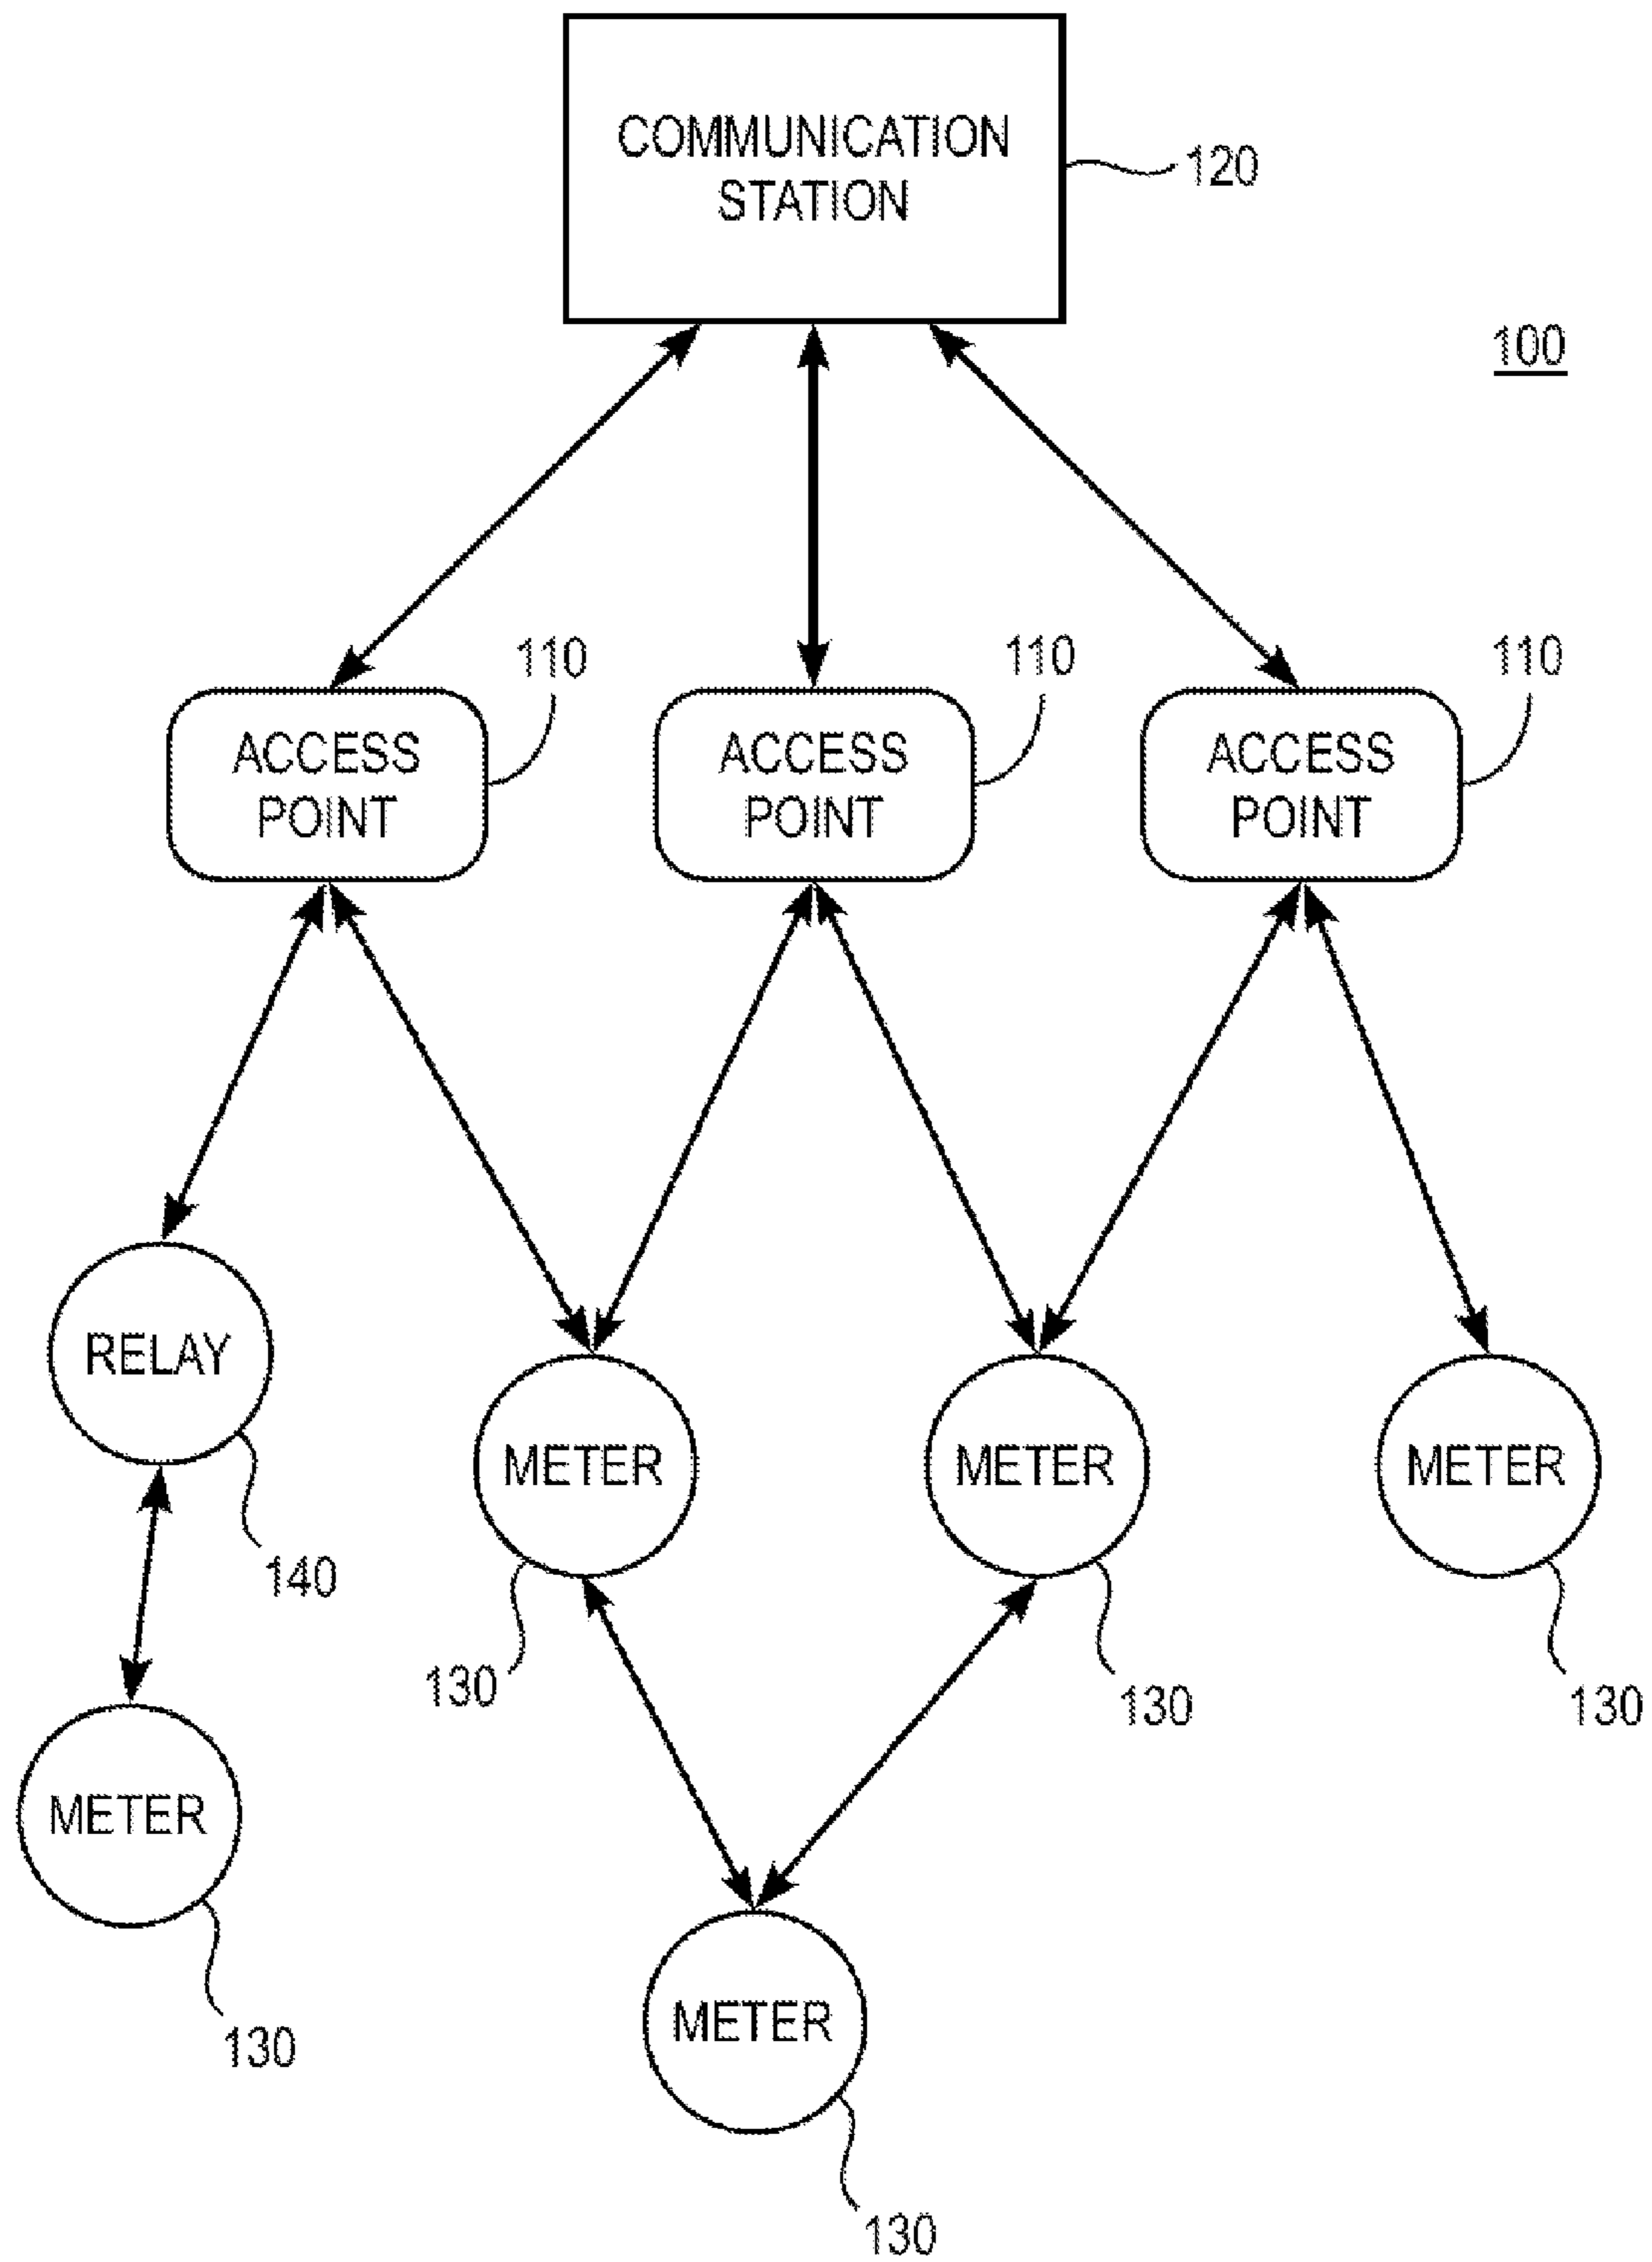 COMMUNICATION
STATION
120
100
110
110
110
ACCESS
POINT
ACCESS
POINT
ACCESS
POINT
RELAY
METER
METER
METER
140
130
130
130
METER
METER
130
130